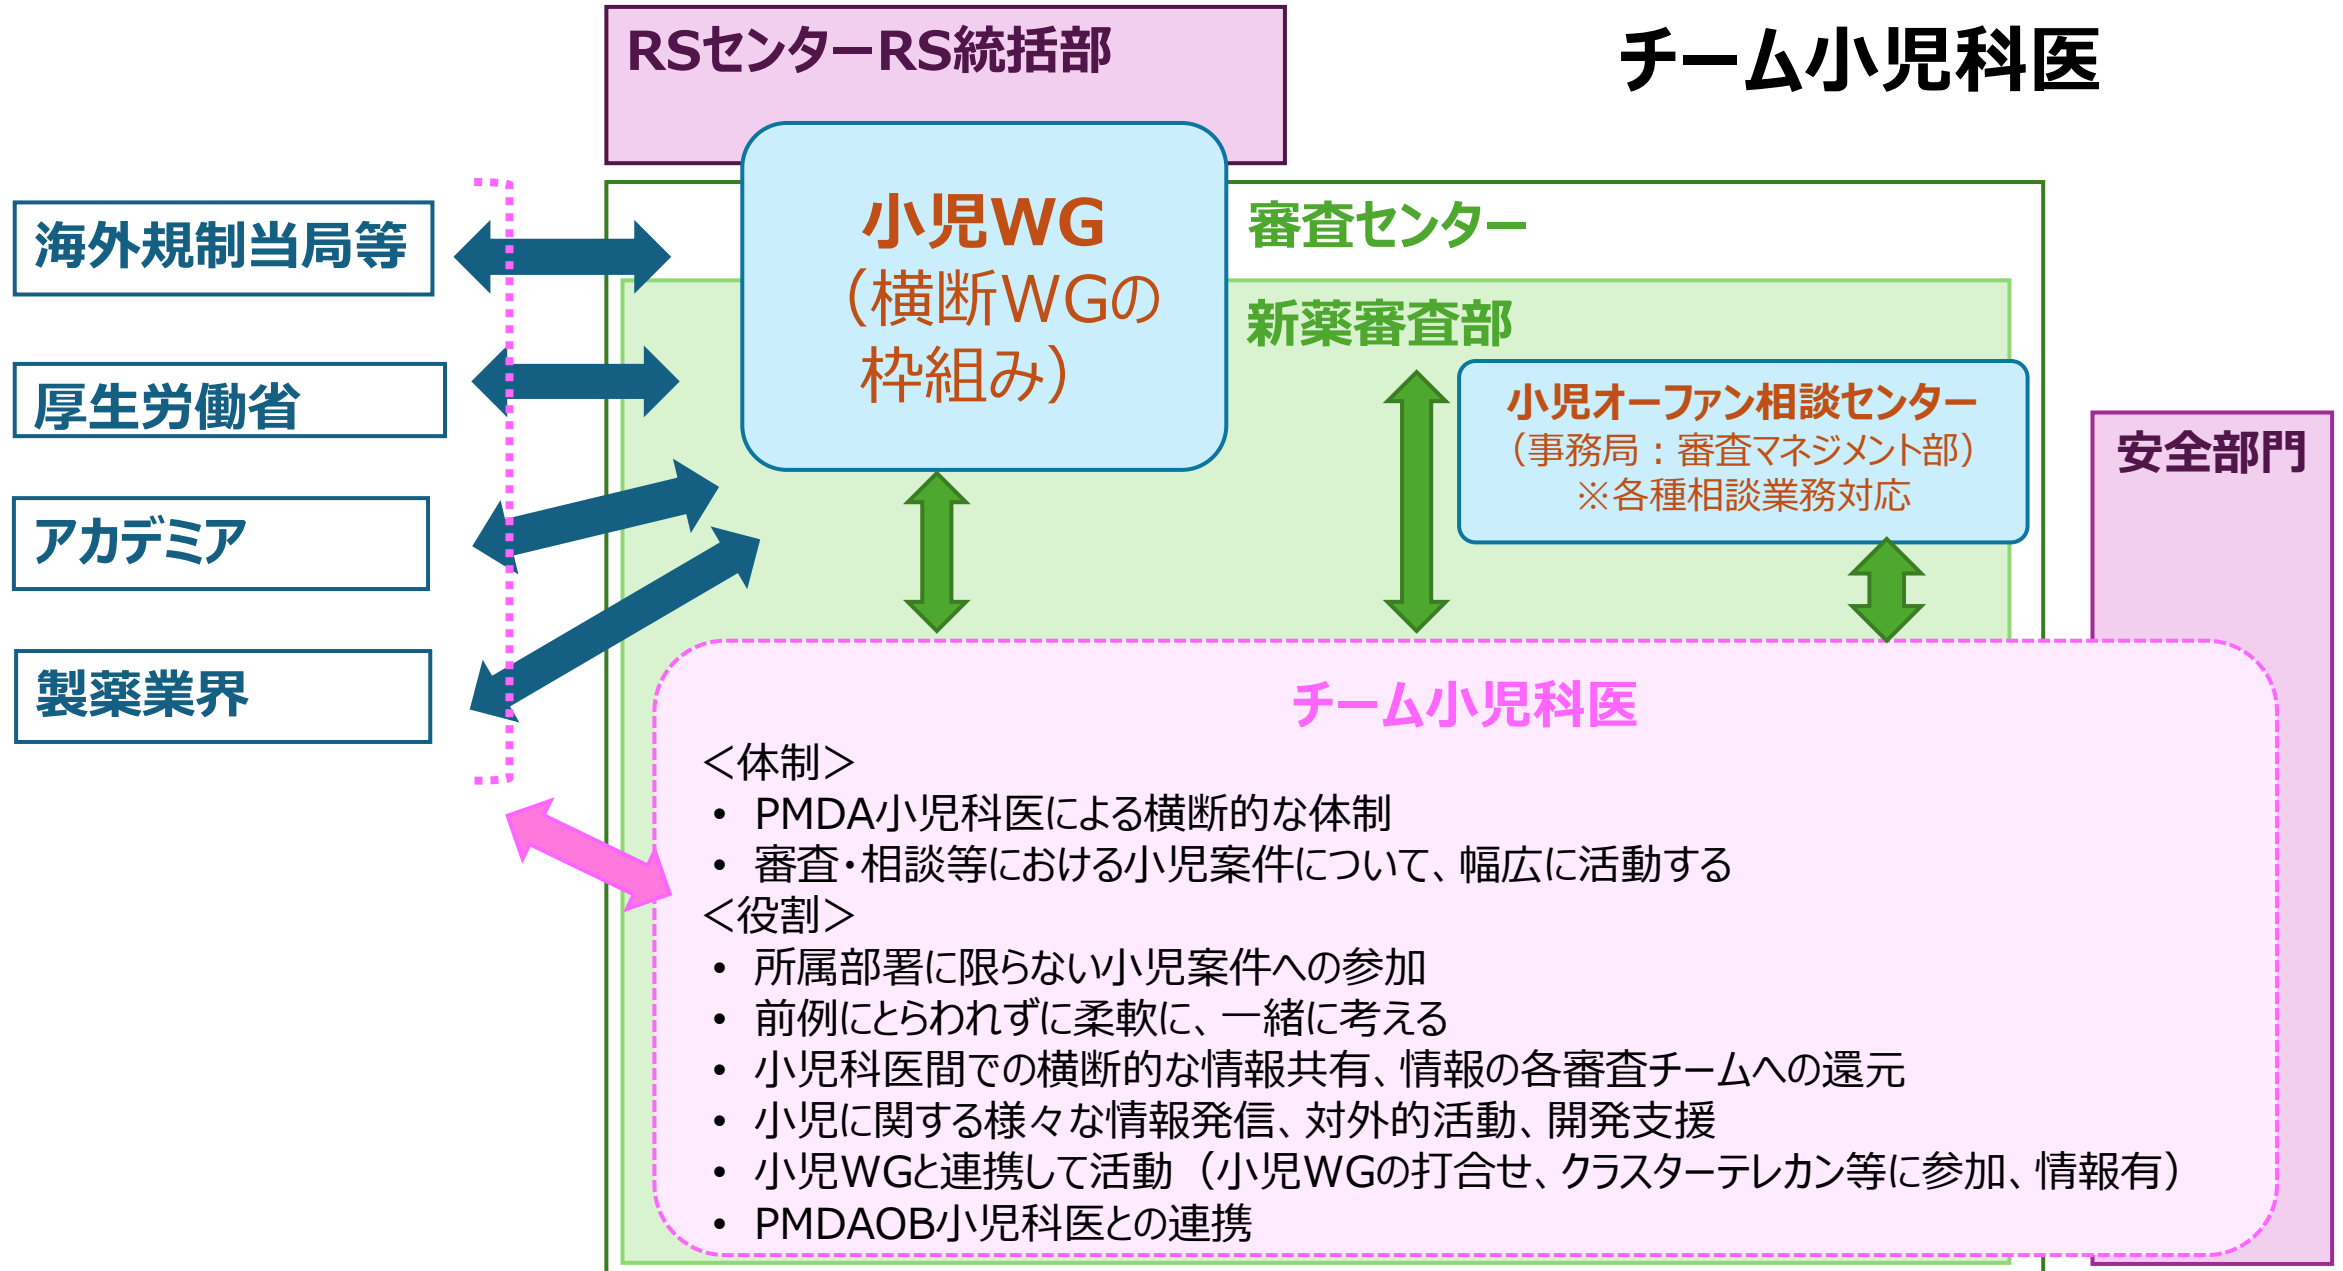 RSセンターRS統括部
チーム小児科医
小児WG
（横断WGの
枠組み）
審査センター
新薬審査部
小児オーファン相談センター
（事務局：審査マネジメント部）
※各種相談業務対応
安全部門
海外規制当局等
厚生労働省
アカデミア
製薬業界
チーム小児科医
＜体制＞
• PMDA小児科医による横断的な体制
• 審査・相談等における小児案件について、幅広に活動する
＜役割＞
• 所属部署に限らない小児案件への参加
• 前例にとらわれずに柔軟に、一緒に考える
• 小児科医間での横断的な情報共有、情報の各審査チームへの還元
• 小児に関する様々な情報発信、対外的活動、開発支援
• 小児WGと連携して活動（小児WGの打合せ、クラスターテレカン等に参加、情報有）
• PMDAOB小児科医との連携